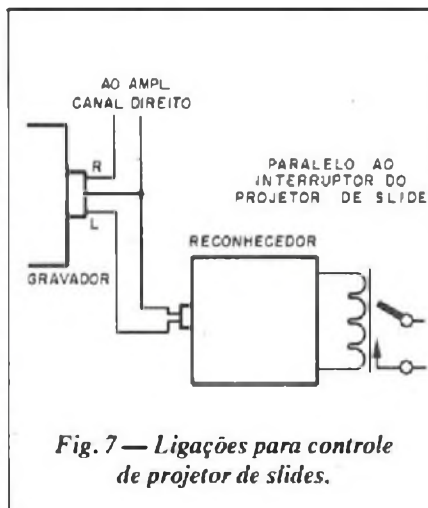 AO AMPL
CANAL DIREITO
R
PARALELO AO
INTERRUPTOR DO
PROJETOR DE SLIDE
L
RECONHECEDOR
GRAVADOR
Fig. 7 — Ligações para controle
de projetor de slides.